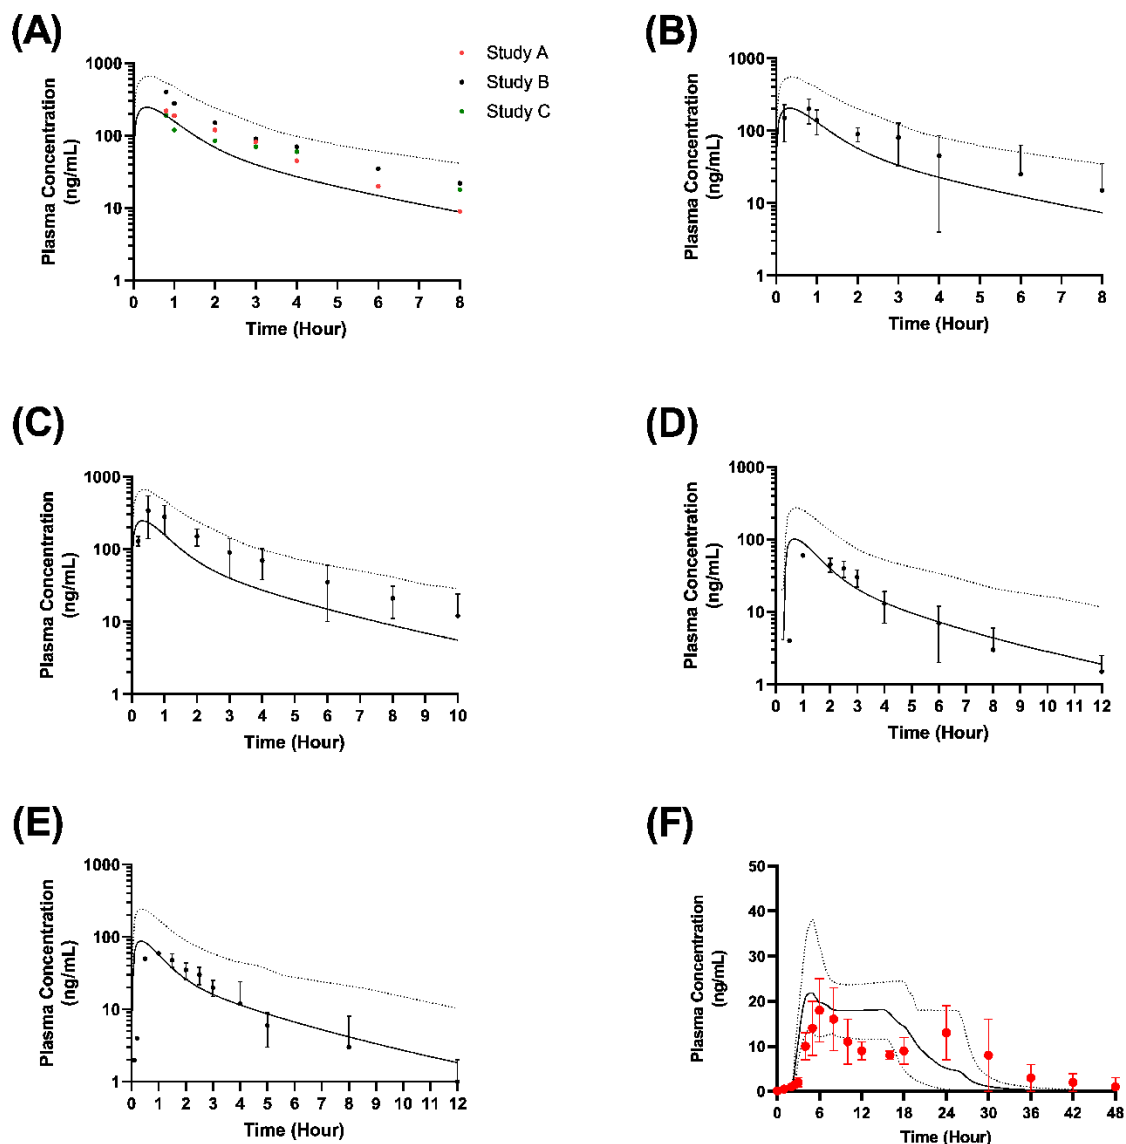 (A)
Study A
Study B
Study C
Plasma Concentration
(ng/mL)
1000
100
10
1
0 1 2 3 4 5 6 7 8
Time (Hour)
(B)
Plasma Concentration
(ng/mL)
1000
100
10
1
0 1 2 3 4 5 6 7 8
Time (Hour)
(C)
Plasma Concentration
(ng/mL)
1000
100
10
1
0 1 2 3 4 5 6 7 8 9 10
Time (Hour)
(D)
Plasma Concentration
(ng/mL)
1000
100
10
1
0 1 2 3 4 5 6 7 8 9 10 11 12
Time (Hour)
(E)
Plasma Concentration
(ng/mL)
1000
100
10
1
0 1 2 3 4 5 6 7 8 9 10 11 12
Time (Hour)
(F)
Plasma Concentration
(ng/mL)
50
40
30
20
10
0
0 6 12 18 24 30 36 42 48
Time (Hour)